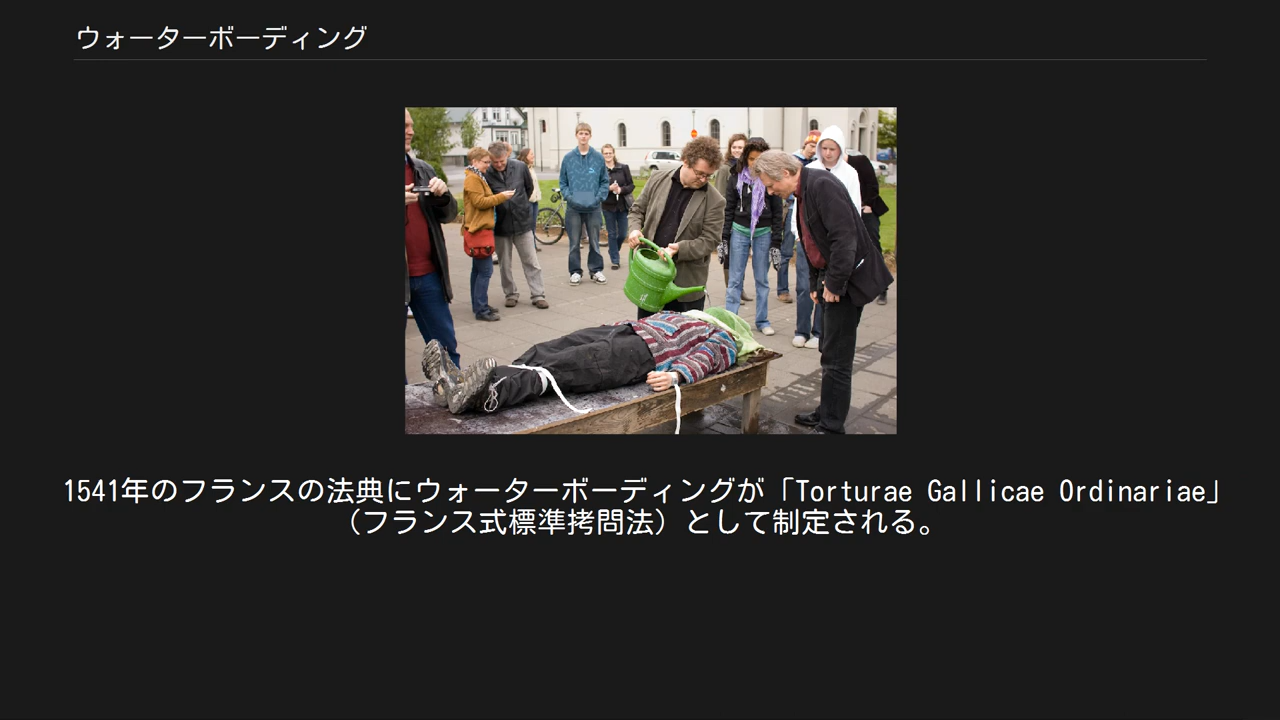 ウォーターボーディング
1541年のフランスの法典にウォーターボーディングが「Torturae Gallicae Ordinariae」
（フランス式標準拷問法）として制定される。